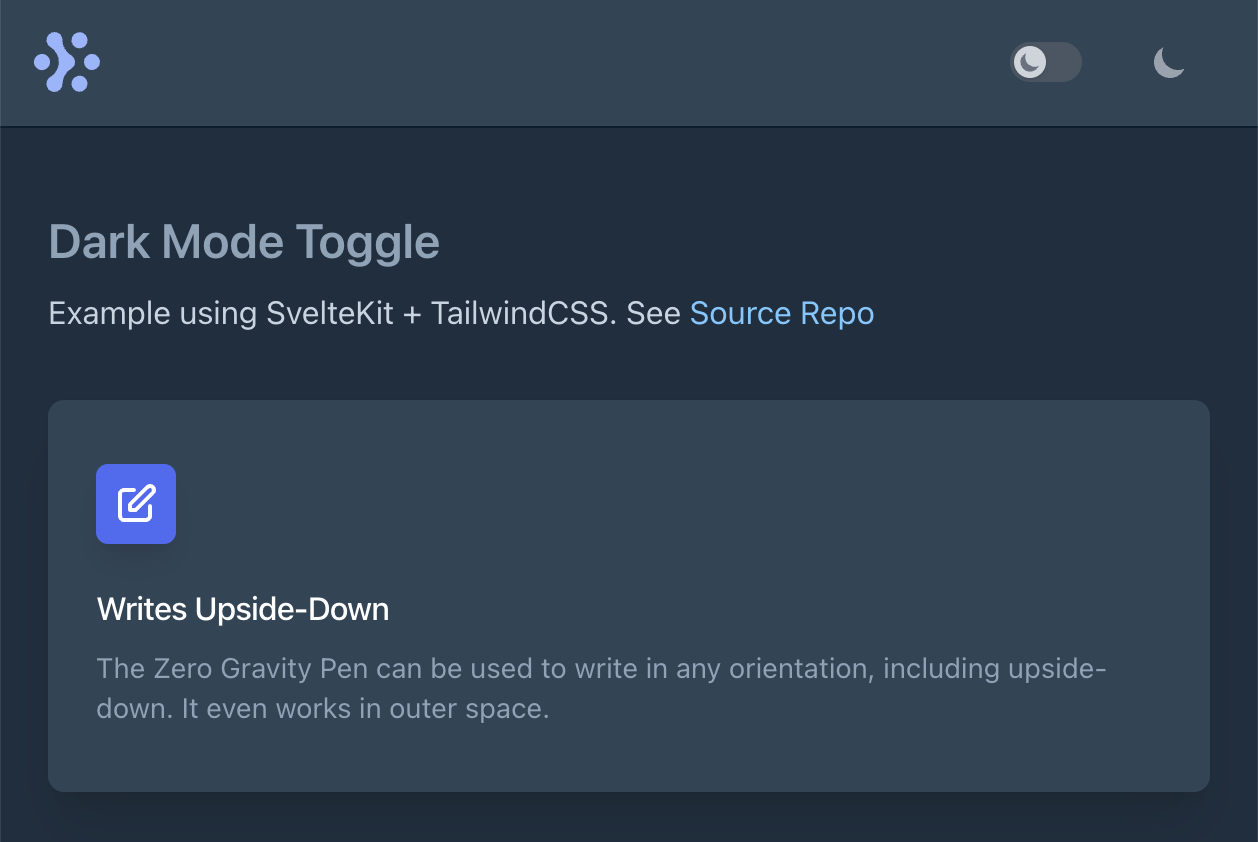 Dark Mode Toggle
Example using SvelteKit + TailwindCSS. See Source Repo
Writes Upside-Down
The Zero Gravity Pen can be used to write in any orientation, including upside-
down. It even works in outer space.